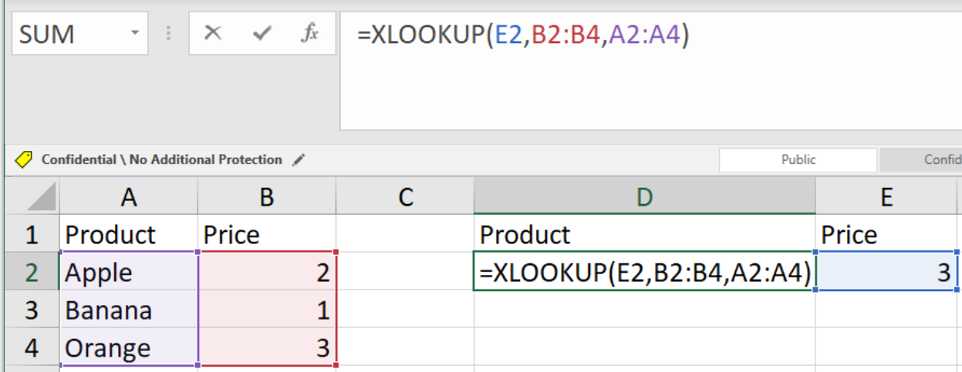 SUM fx =XLOOKUP(E2,B2:B4,A2:A4)
Confidential \ No Additional Protection Public Confid
A B C D E
1 Product Price Product Price
2 Apple 2 =XLOOKUP(E2,B2:B4,A2:A4) 3
3 Banana 1
4 Orange 3